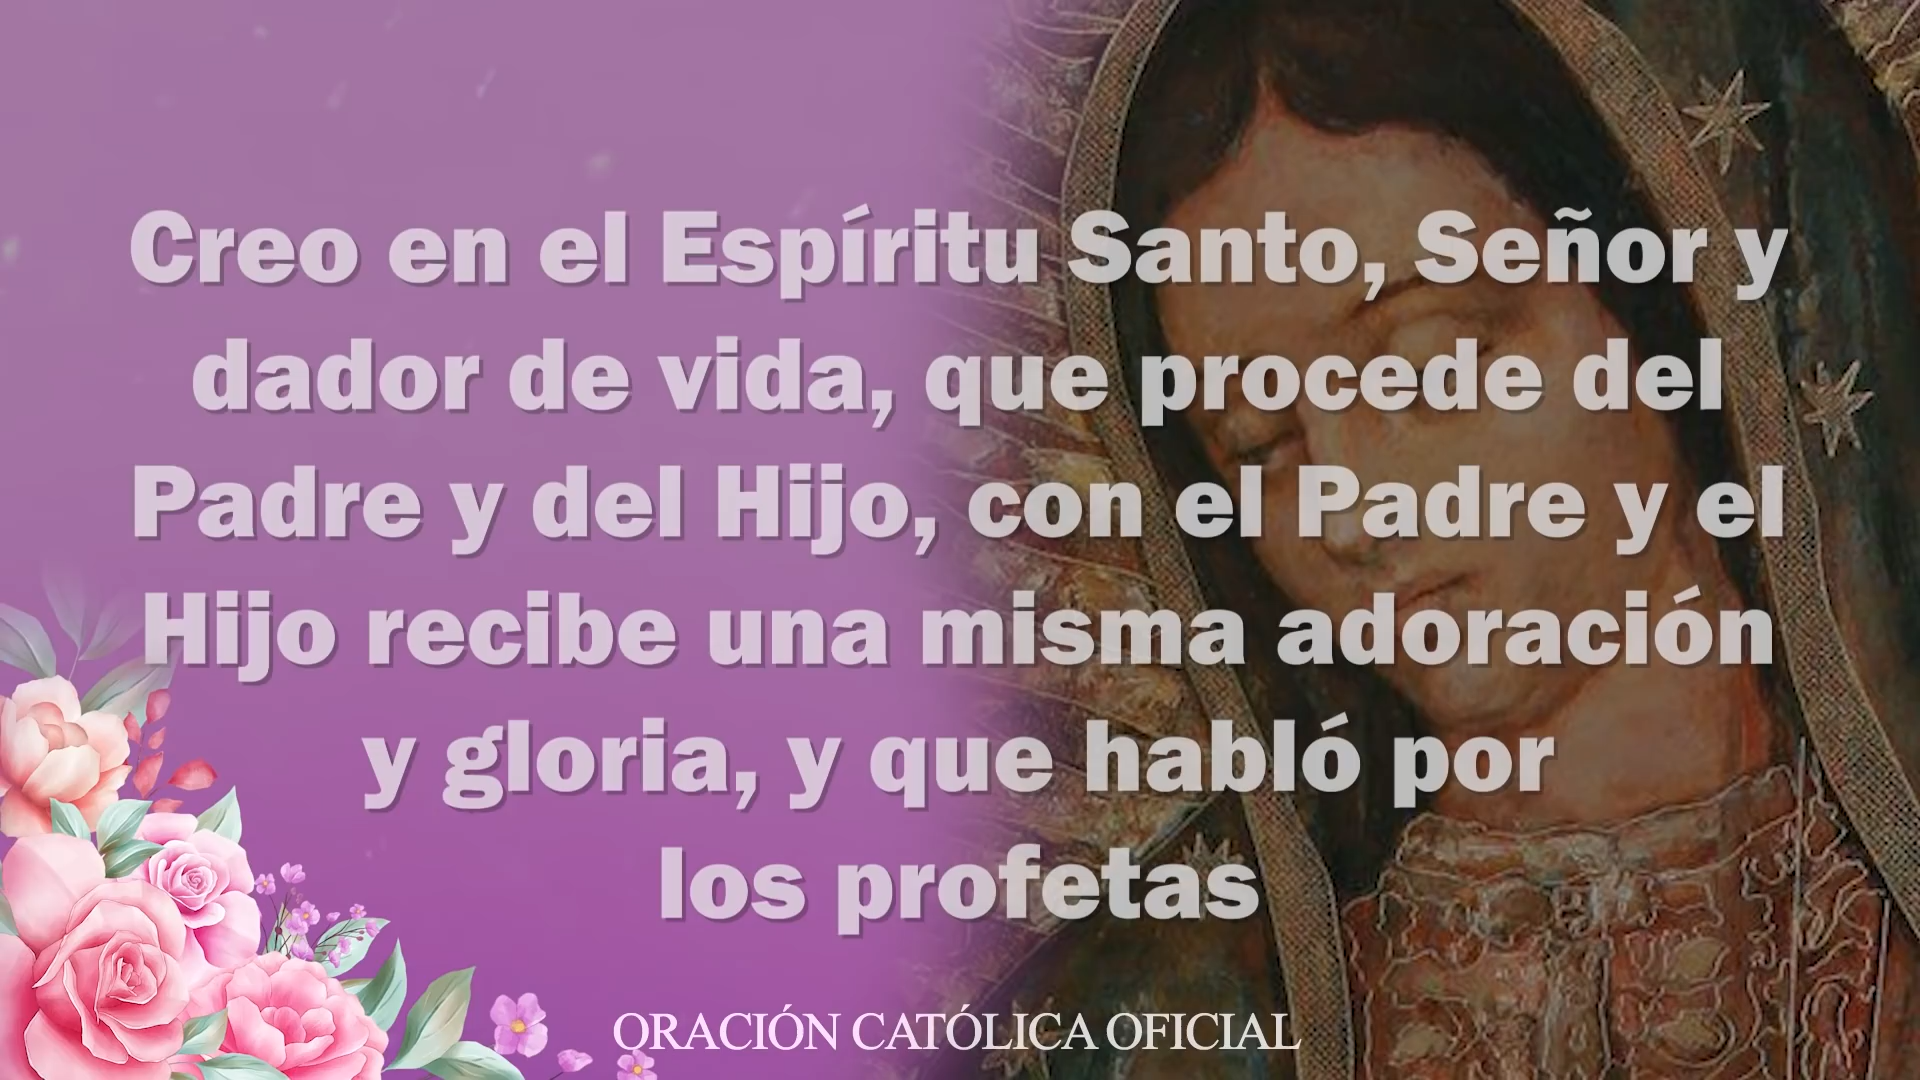 Creo en el Espíritu Santo, Señor y
dador de vida, que procede del
Padre y del Hijo, con el Padre y el
Hijo recibe una misma adoración
y gloria, y que habló por
los profetas
ORACIÓN CATÓLICA OFICIAL